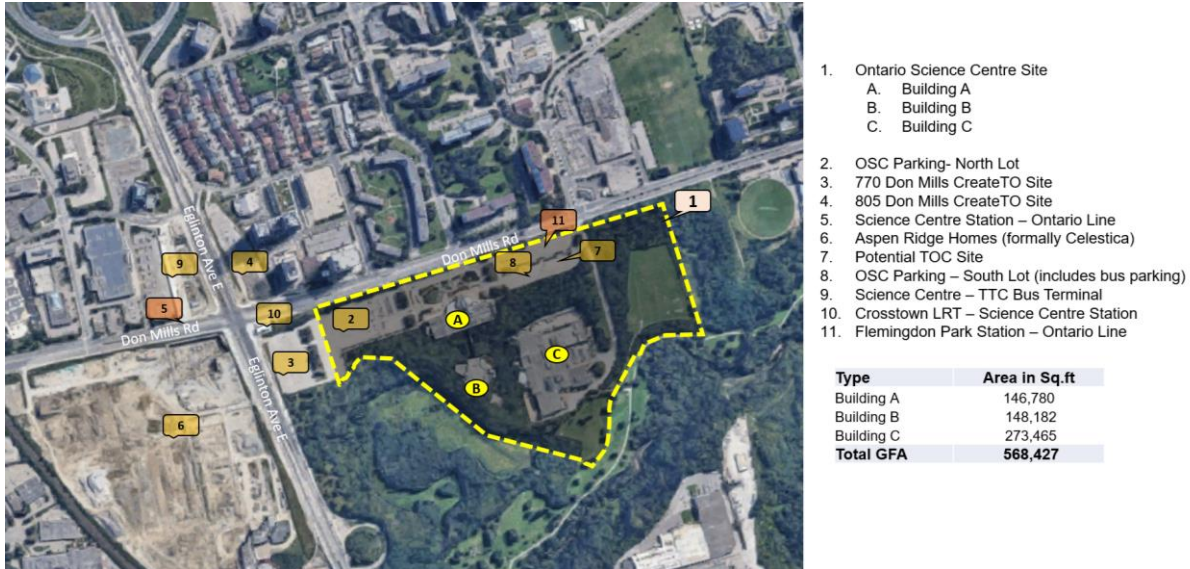 1
11
Don Mills Rd
7
8
9
4
Eglinton Ave E
5
10
2
A
Don Mills Rd
3
C
B
Eglinton Ave E
6
1. Ontario Science Centre Site
A. Building A
B. Building B
C. Building C
2. OSC Parking- North Lot
3. 770 Don Mills CreateTO Site
4. 805 Don Mills CreateTO Site
5. Science Centre Station – Ontario Line
6. Aspen Ridge Homes (formally Celestica)
7. Potential TOC Site
8. OSC Parking – South Lot (includes bus parking)
9. Science Centre – TTC Bus Terminal
10. Crosstown LRT – Science Centre Station
11. Flemingdon Park Station – Ontario Line
Type Area in Sq.ft
Building A 146,780
Building B 148,182
Building C 273,465
Total GFA 568,427